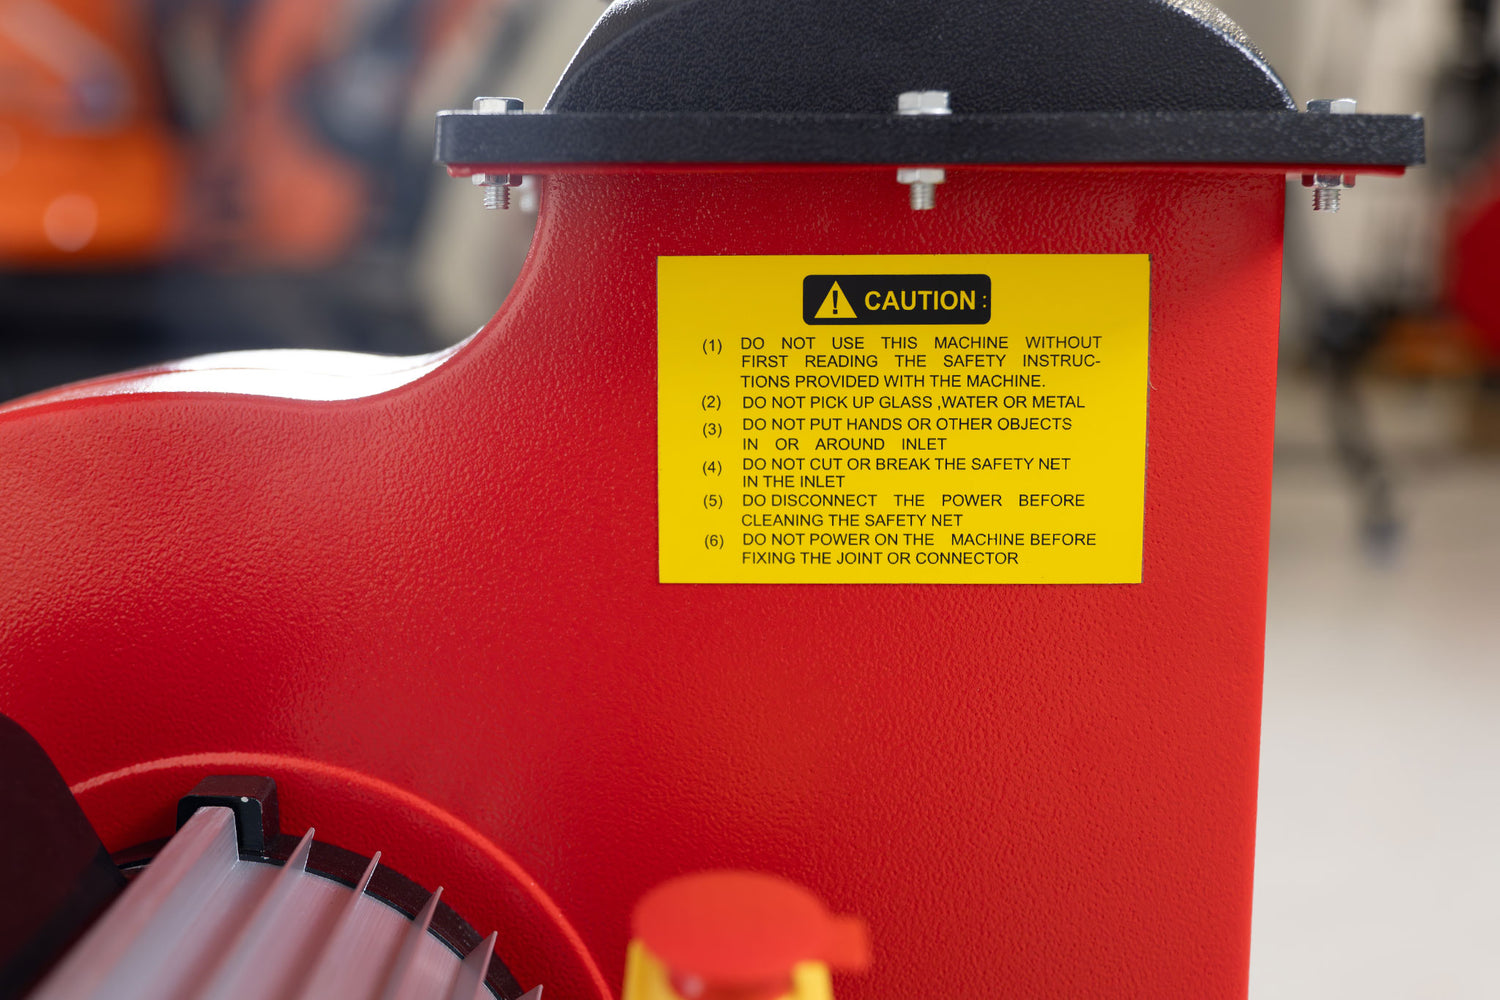 CAUTION :
(1) DO NOT USE THIS MACHINE WITHOUT
FIRST READING THE SAFETY INSTRUC-
TIONS PROVIDED WITH THE MACHINE.
(2) DO NOT PICK UP GLASS ,WATER OR METAL
(3) DO NOT PUT HANDS OR OTHER OBJECTS
IN OR AROUND INLET
(4) DO NOT CUT OR BREAK THE SAFETY NET
IN THE INLET
(5) DO DISCONNECT THE POWER BEFORE
CLEANING THE SAFETY NET
(6) DO NOT POWER ON THE MACHINE BEFORE
FIXING THE JOINT OR CONNECTOR